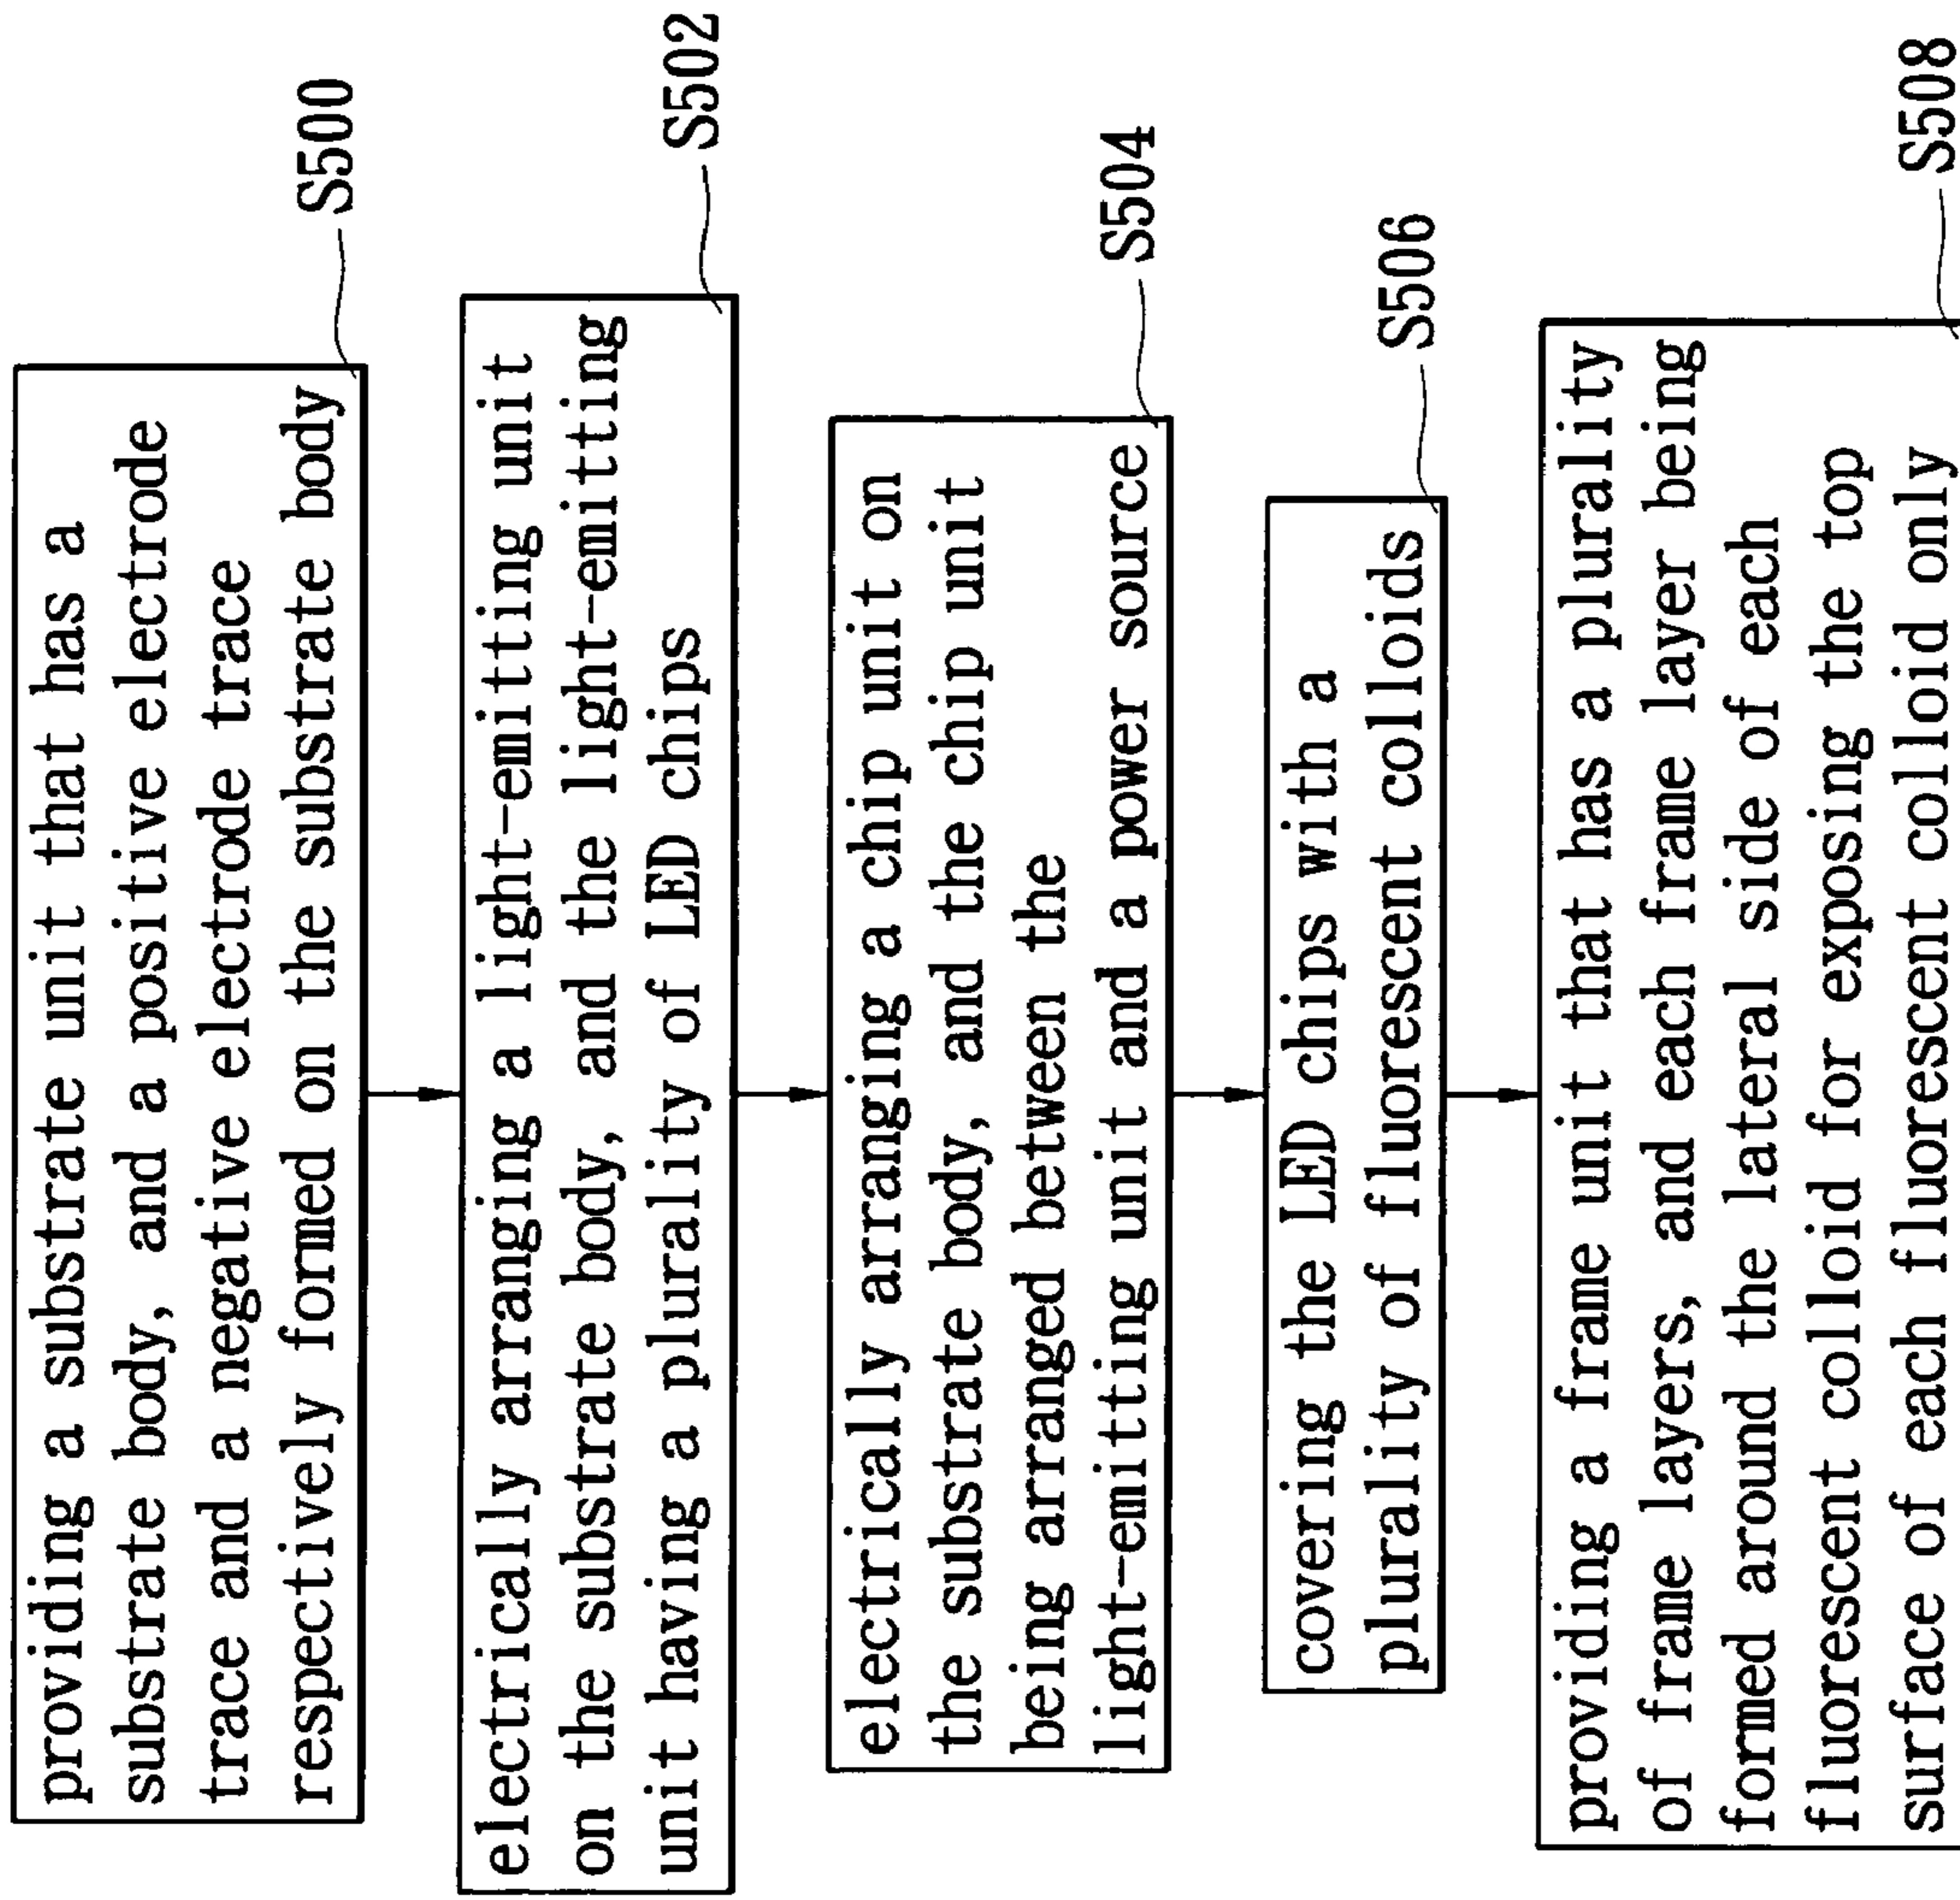 providing a substrate unit that has a
substrate body, and a positive electrode
trace and a negative electrode trace
respectively formed on the substrate body
S500
electrically arranging a light-emitting unit
on the substrate body, and the light-emitting
unit having a plurality of LED chips
S502
electrically arranging a chip unit on
the substrate body, and the chip unit
being arranged between the
light-emitting unit and a power source
S504
covering the LED chips with a
plurality of fluorescent colloids
S506
providing a frame unit that has a plurality
of frame layers, and each frame layer being
formed around the lateral side of each
fluorescent colloid for exposing the top
surface of each fluorescent colloid only
S508